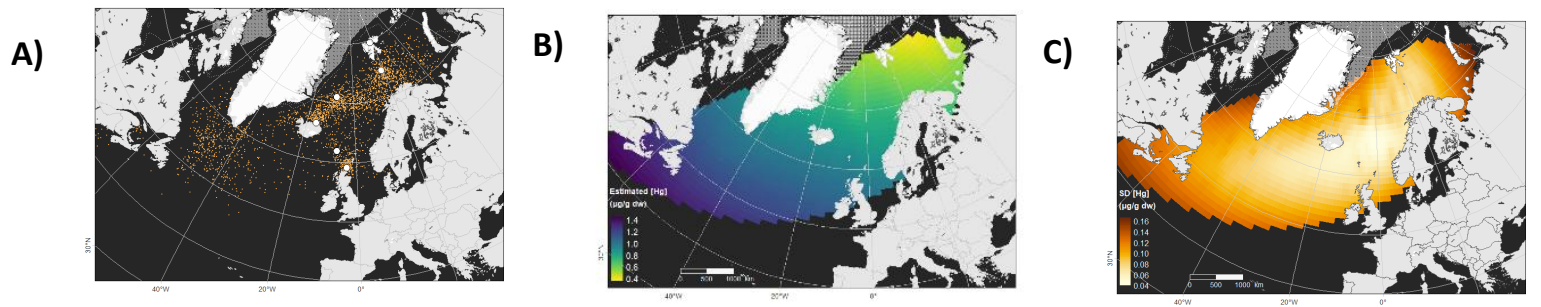 A)
30°N
40°W
20°W
0°
B)
Estimated [Hg]
(µg/g dw)
1.4
1.2
1.0
0.8
0.6
0.4
0 500 1000 Km
30°N
40°W
20°W
0°
C)
SD [Hg]
(µg/g dw)
0.16
0.14
0.12
0.10
0.08
0.06
0.04
0 500 1000 Km
30°N
40°W
20°W
0°